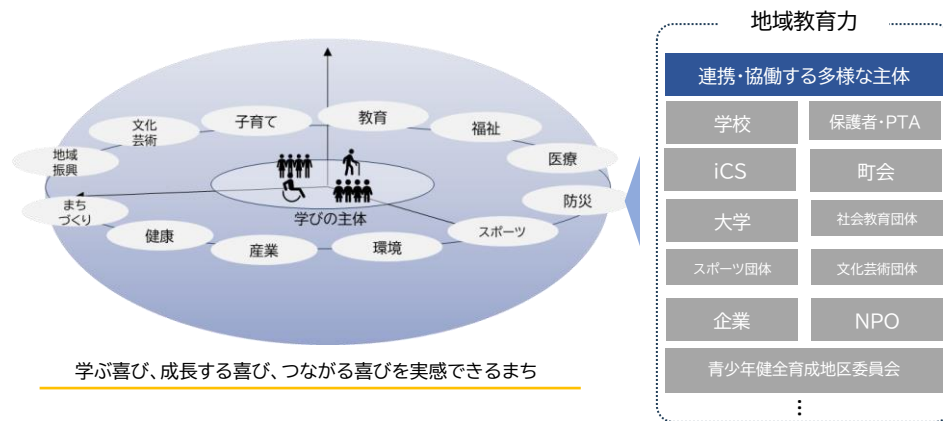 地域教育力
連携・協働する多様な主体
学校
保護者・PTA
iCS
町会
大学
社会教育団体
スポーツ団体
文化芸術団体
企業
NPO
青少年健全育成地区委員会
⋮
教育
子育て
文化
芸術
福祉
地域
振興
医療
防災
まち
づくり
学びの主体
スポーツ
健康
産業
環境
学ぶ喜び、成長する喜び、つながる喜びを実感できるまち